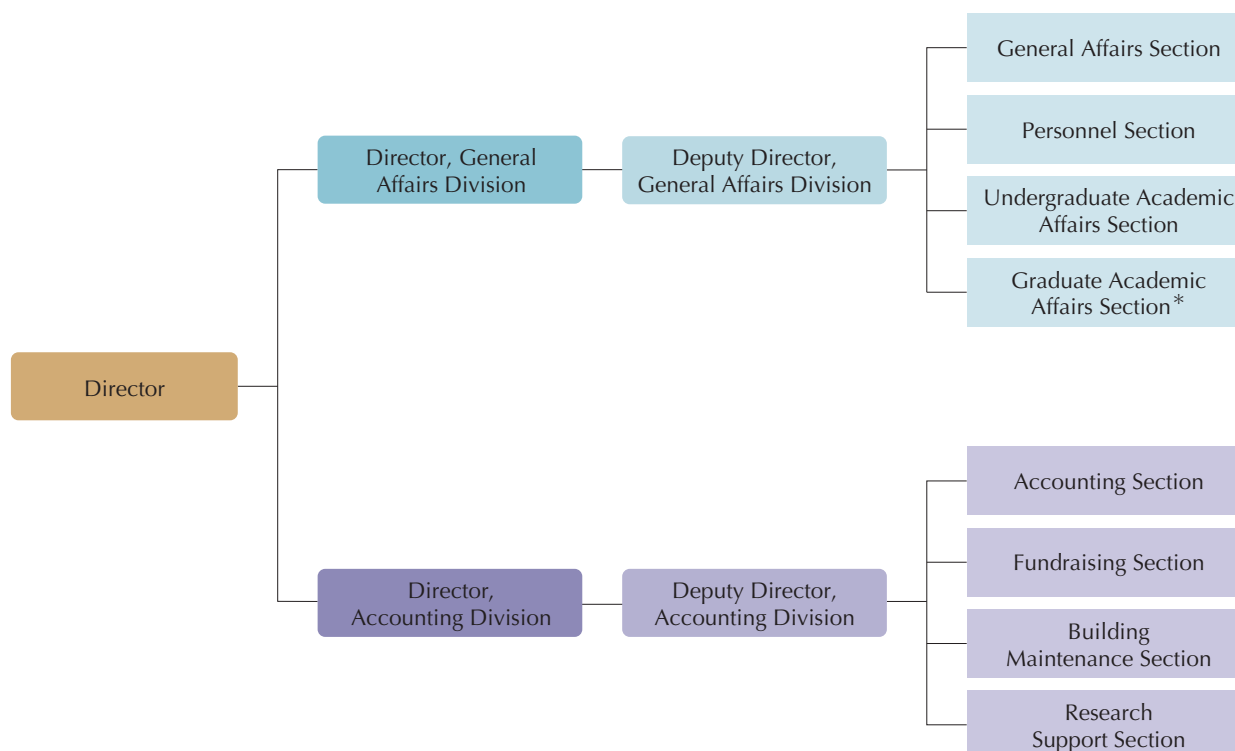 Director
Director, General
Affairs Division
Deputy Director,
General Affairs Division
General Affairs Section
Personnel Section
Undergraduate Academic
Affairs Section
Graduate Academic
Affairs Section*
Director,
Accounting Division
Deputy Director,
Accounting Division
Accounting Section
Fundraising Section
Building
Maintenance Section
Research
Support Section